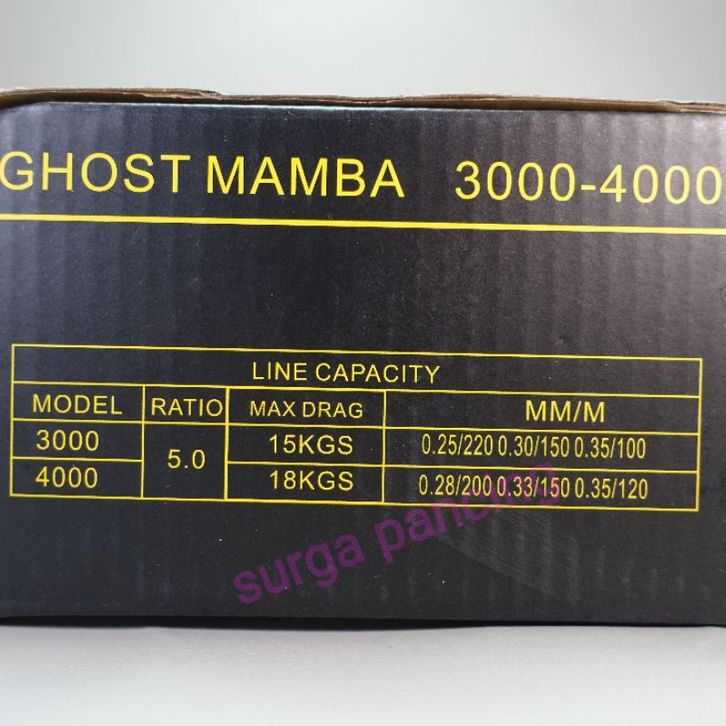 GHOST MAMBA 3000-4000
LINE CAPACITY
MODEL RATIO MAX DRAG MM/M
3000 5.0 15KGS 0.25/220 0.30/150 0.35/100
4000 18KGS 0.28/200 0.33/150 0.35/120
surga pancing